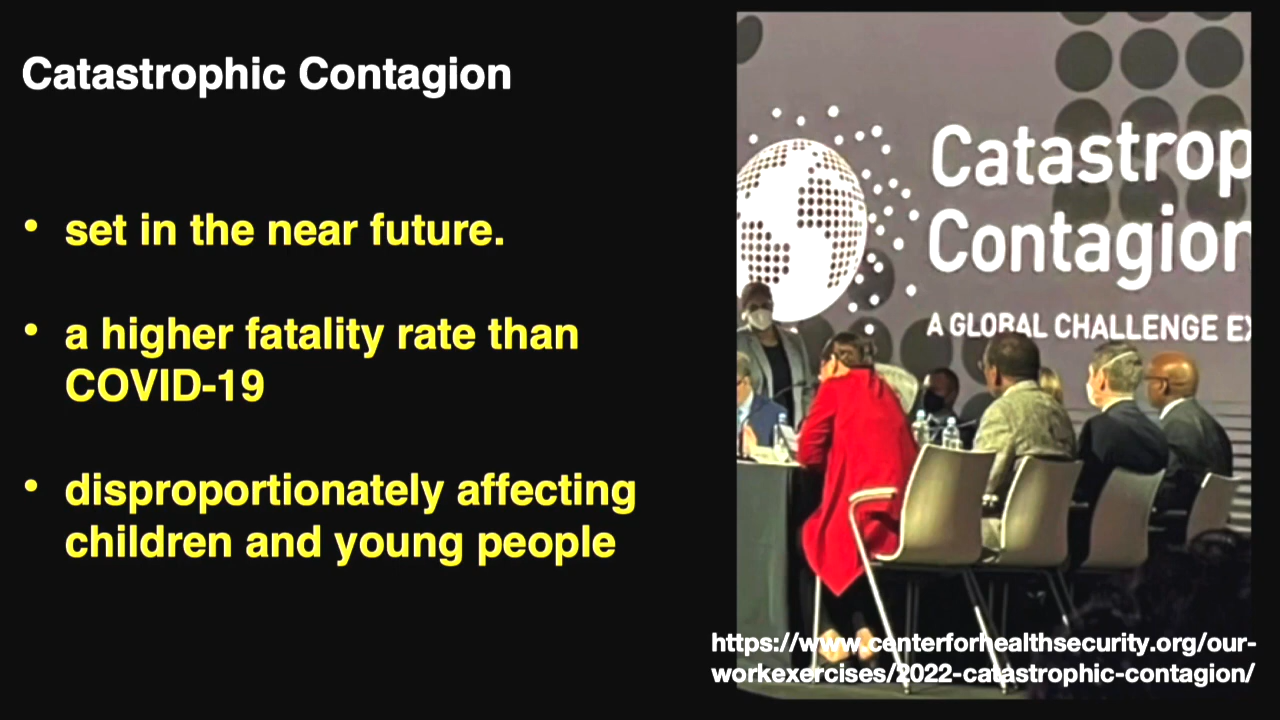 Catastrophic Contagion
• set in the near future.
• a higher fatality rate than
COVID-19
• disproportionately affecting
children and young people
Catastrop
Contagion
A GLOBAL CHALLENGE EX
https://www.centerforhealthsecurity.org/our-
workexercises/2022-catastrophic-contagion/